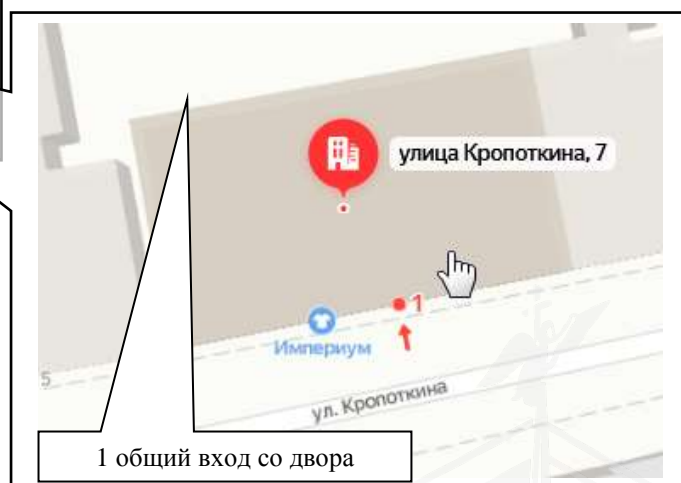 улица Кропоткина, 7
1
Империум
5
ул. Кропоткина
1 общий вход со двора